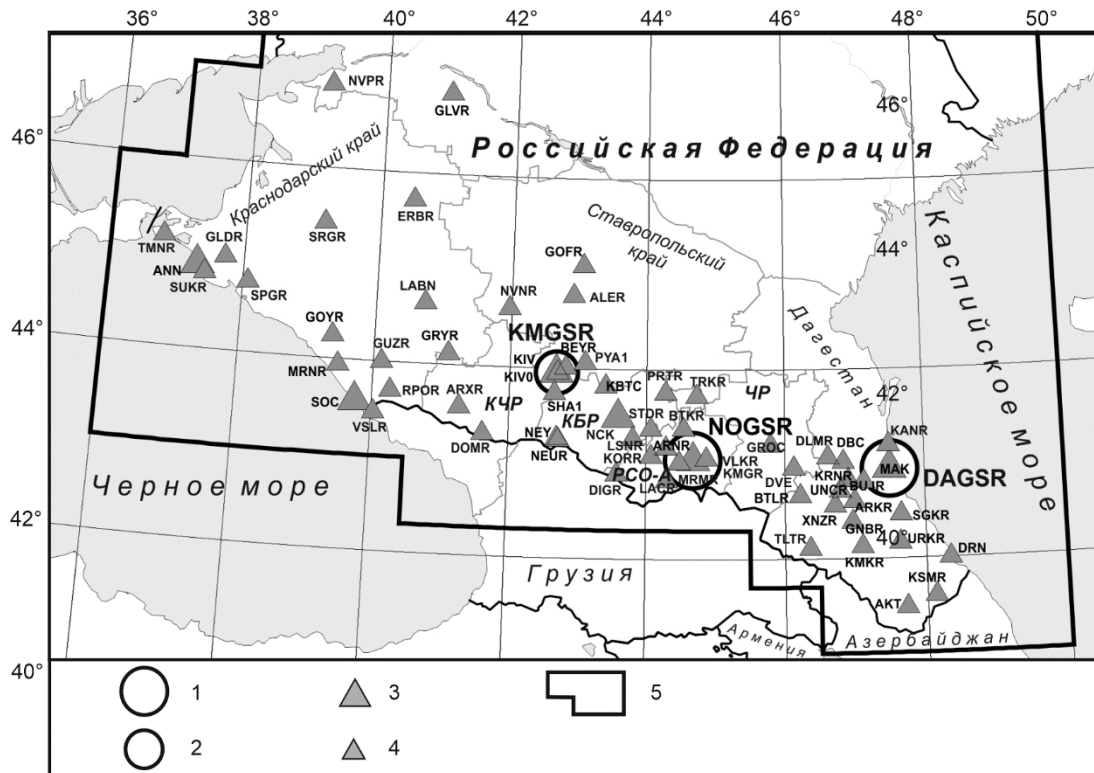 36° 38° 40° 42° 44° 46° 48° 50°
NVPR
GLVR
46°
46°
Российская Федерация
Краснодарский край
ERBR
Ставропольский
край
SRGR
TMNR
GLDR
44°
ANN
GOFR
SUKR
SPGR
LABN
NVNR
ALER
Каспийское море
44°
GOYR
GUZR
GRYR
KMGSR
BEYR
PYA1
Дагестан
KIV
MRNR
KIV0
KBTC
PRTR
TRKR
ЧР
42°
RPOR
ARXR
SHA1
SOC
КЧР
КБР
STDR
BTKR
NOGSR
KANR
VSLR
DOMR
NEY
NCK
LSNR
ARNR
GROC
DLMR
DBC
NEUR
KORR
VLKR
MAK
DAGSR
РСО-А
KMGR
DVE
KRNR
BUJR
DIGR
LACR
MRMR
BTLR
UNCR
ARKR
SGKR
Черное море
42°
XNZR
GNBR
40°
URKR
TLTR
KMKR
DRN
Грузия
KSMR
AKT
Армения
Азербайджан
40°
1
3
5
2
4